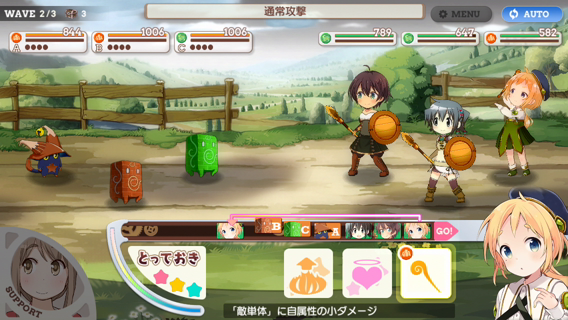 WAVE 2/3 3
通常攻撃
MENU
AUTO
844
A
1006
B
1006
C
789
647
582
B C A GO!
とっておき
SUPPORT
「敵単体」に自属性の小ダメージ